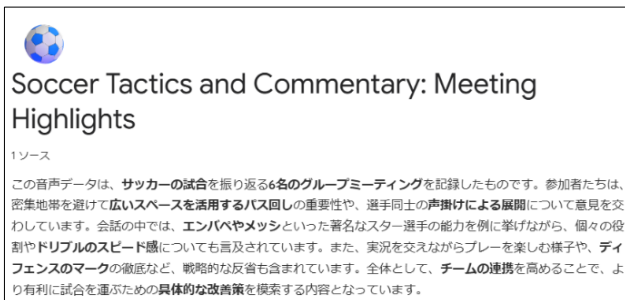 Soccer Tactics and Commentary: Meeting
Highlights
1 ソース
この音声データは、サッカーの試合を振り返る6名のグループミーティングを記録したものです。参加者たちは、
密集地帯を避けて広いスペースを活用するパス回しの重要性や、選手同士の声掛けによる展開について意見を交
わしています。会話の中では、エンバペやメッシといった著名なスター選手の能力を例に挙げながら、個々の役
割やドリブルのスピード感についても言及されています。また、実況を交えながらプレーを楽しむ様子や、ディ
フェンスのマークの徹底など、戦略的な反省も含まれています。全体として、チームの連携を高めることで、よ
り有利に試合を運ぶための具体的な改善策を模索する内容となっています。